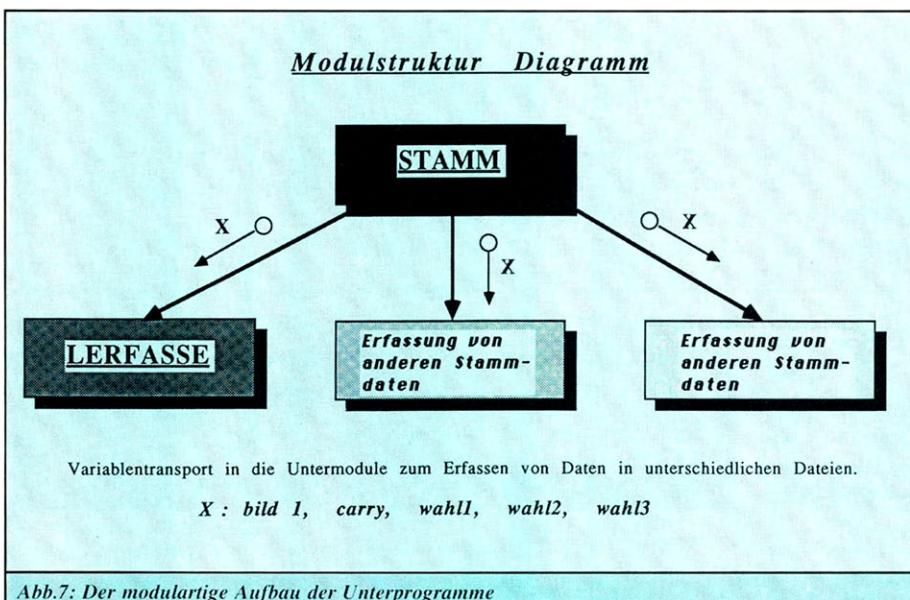 Modulstruktur Diagramm
STAMM
X
X
X
LERFASSE
Erfassung von
anderen Stamm-
daten
Erfassung von
anderen Stamm-
daten
Variablentransport in die Untermodule zum Erfassen von Daten in unterschiedlichen Dateien.
X : bild 1, carry, wahl1, wahl2, wahl3
Abb.7: Der modulartige Aufbau der Unterprogramme